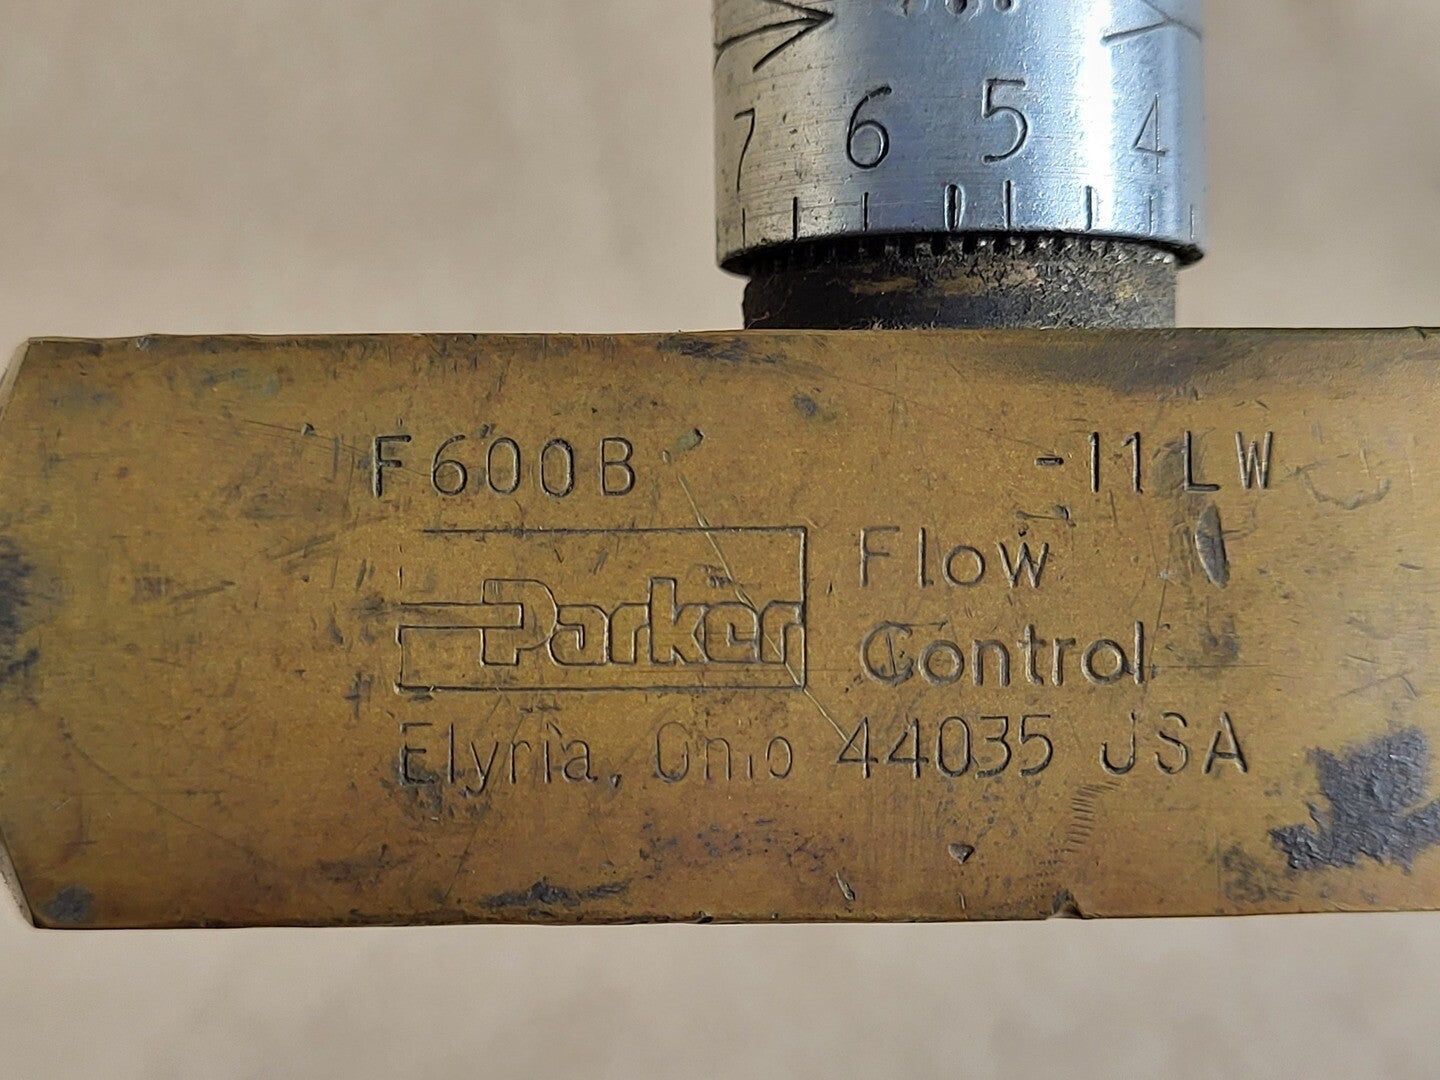 7 6 5 4
F600B -11LW
Parker Flow
Control
Elyria, Ohio 44035 USA